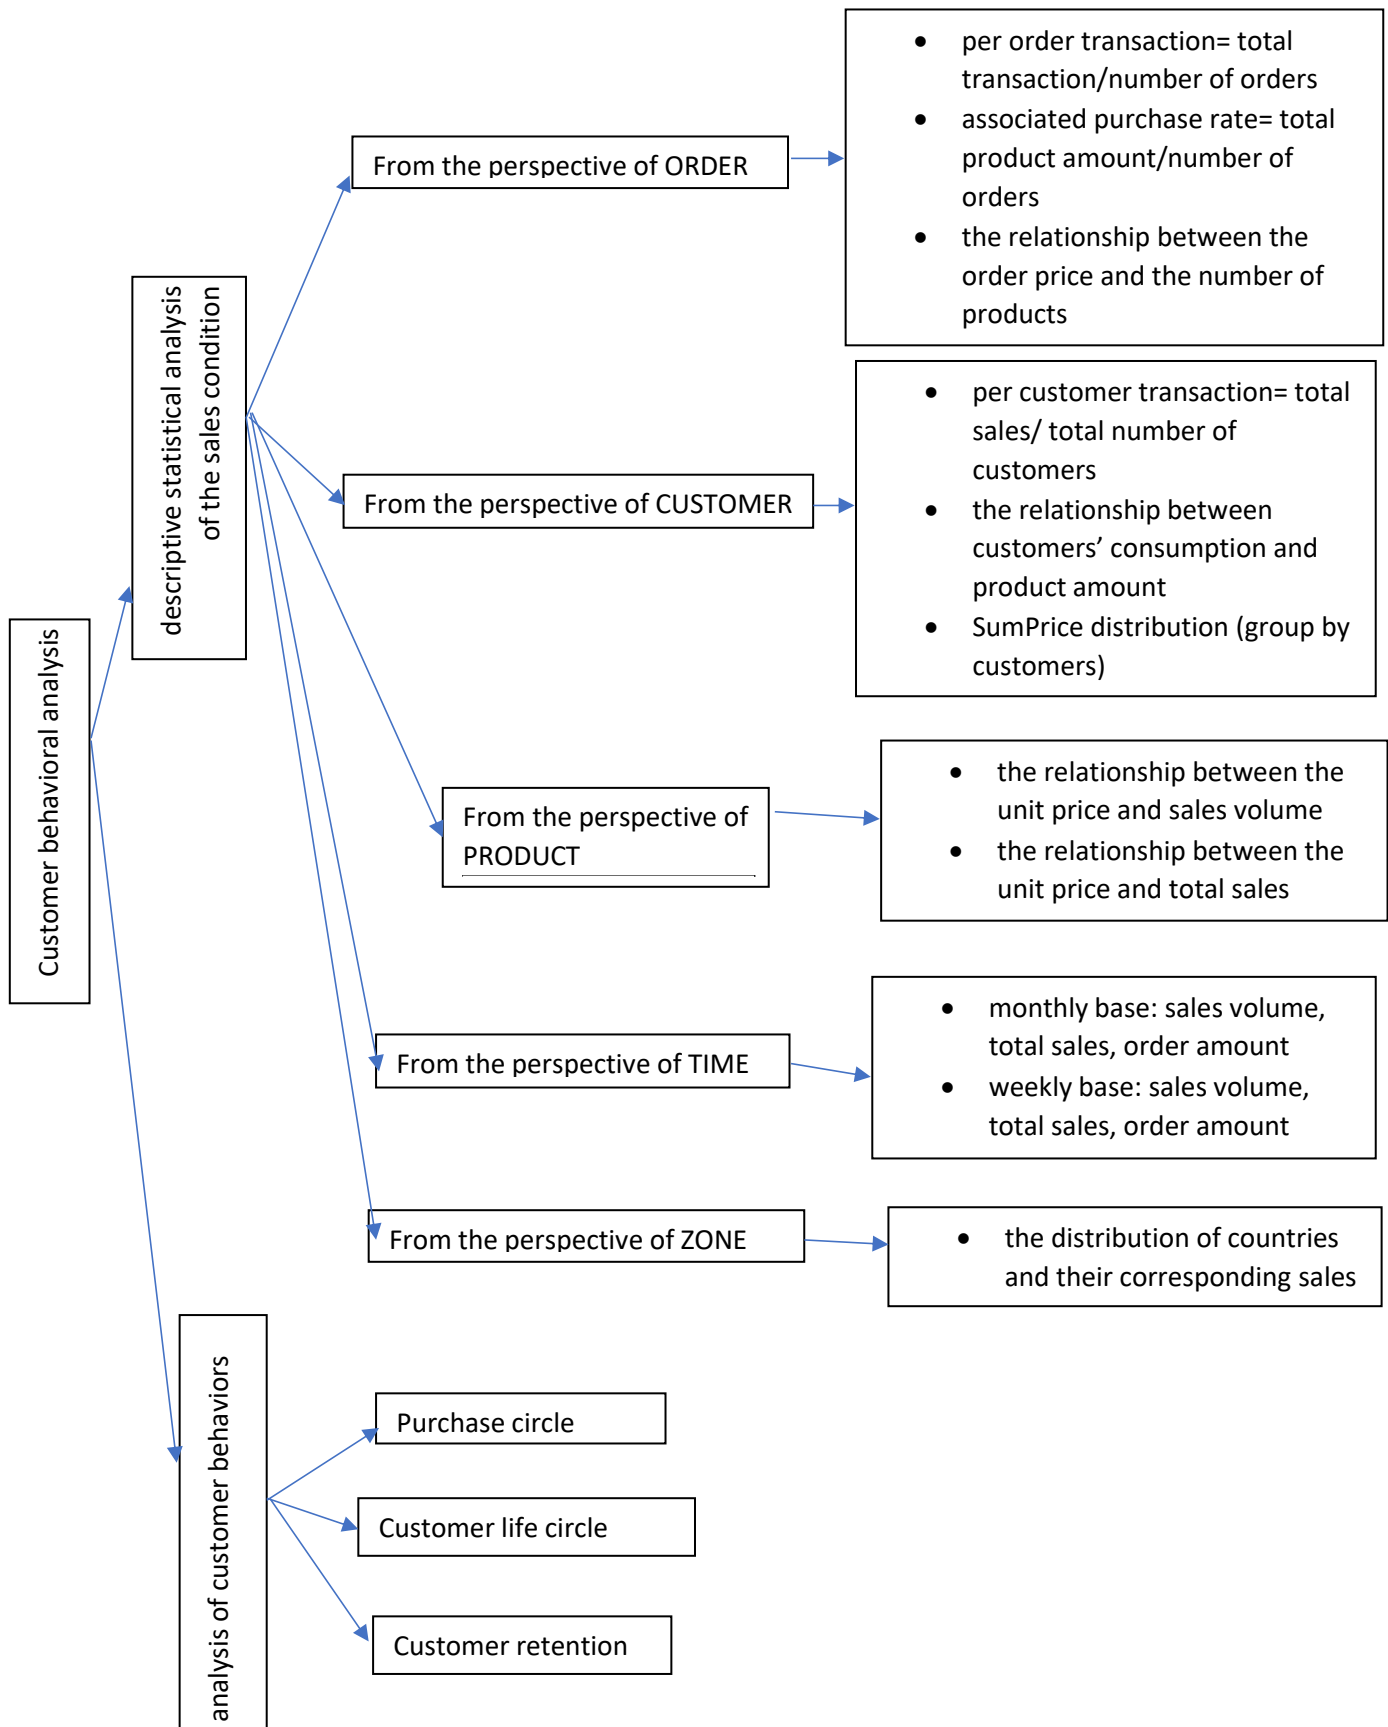 Customer behavioral analysis
descriptive statistical analysis
of the sales condition
From the perspective of ORDER
• per order transaction= total
transaction/number of orders
• associated purchase rate= total
product amount/number of
orders
• the relationship between the
order price and the number of
products
From the perspective of CUSTOMER
• per customer transaction= total
sales/ total number of
customers
• the relationship between
customers’ consumption and
product amount
• SumPrice distribution (group by
customers)
From the perspective of
PRODUCT
• the relationship between the
unit price and sales volume
• the relationship between the
unit price and total sales
From the perspective of TIME
• monthly base: sales volume,
total sales, order amount
• weekly base: sales volume,
total sales, order amount
From the perspective of ZONE
• the distribution of countries
and their corresponding sales
analysis of customer behaviors
Purchase circle
Customer life circle
Customer retention